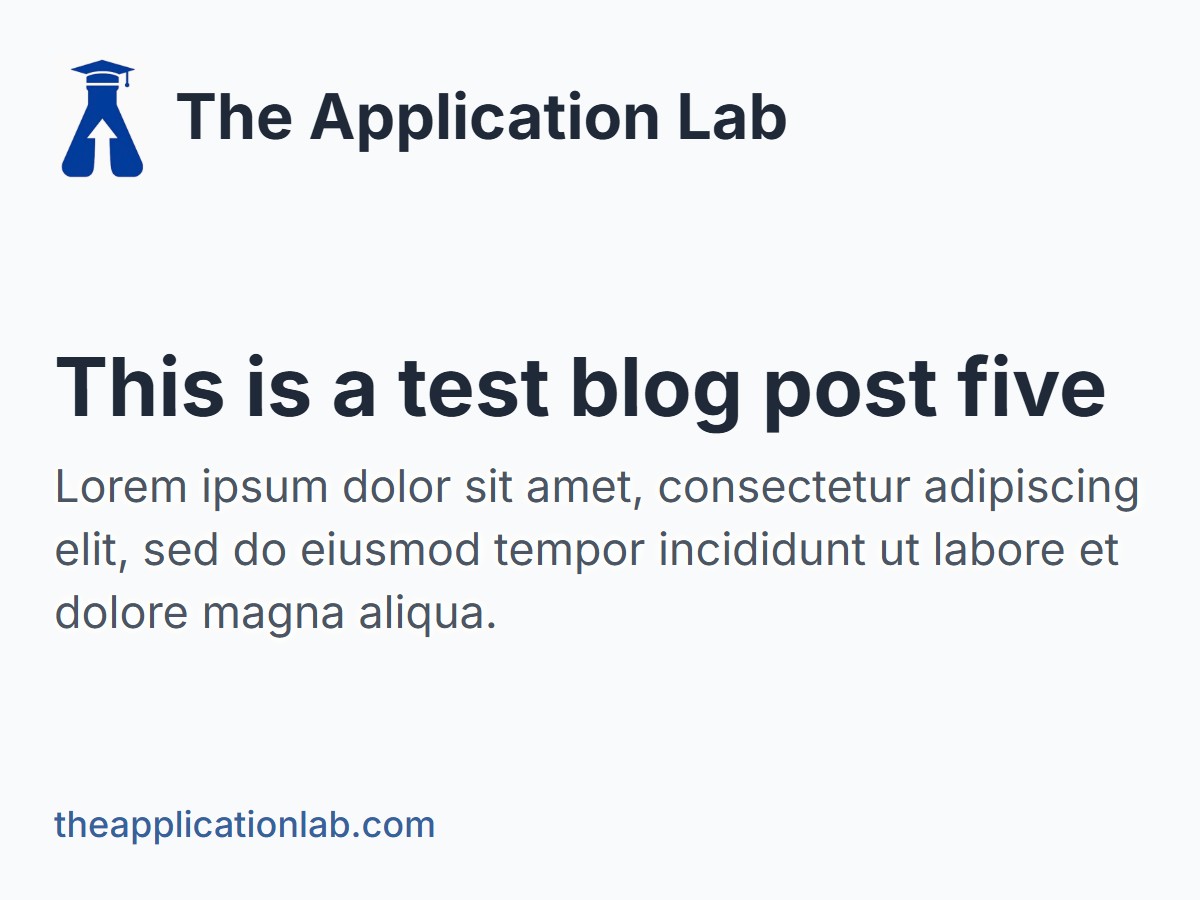 The Application Lab
This is a test blog post five
Lorem ipsum dolor sit amet, consectetur adipiscing
elit, sed do eiusmod tempor incididunt ut labore et
dolore magna aliqua.
theapplicationlab.com